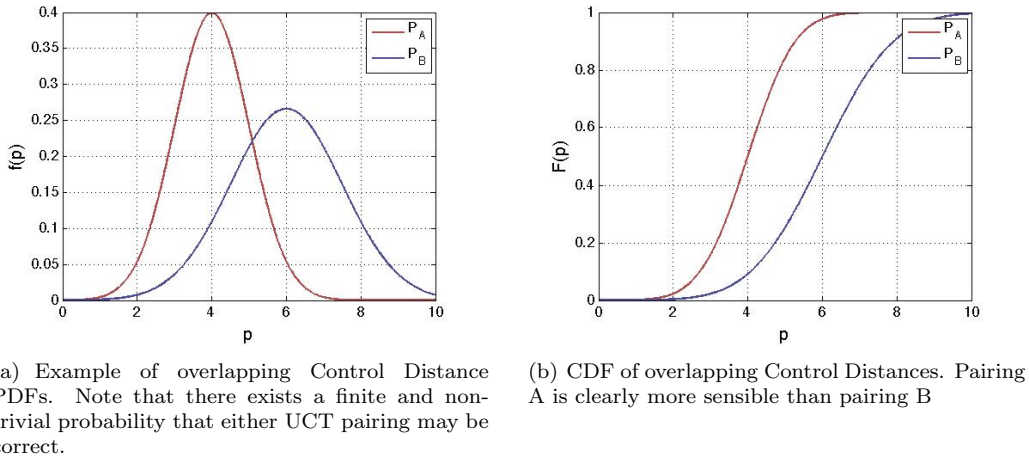 0.4
0.35
0.3
0.25
0.2
0.15
0.1
0.05
0
f(p)
0 2 4 6 8 10
p
P_A
P_B
1
0.8
0.6
0.4
0.2
0
F(p)
0 2 4 6 8 10
p
P_A
P_B
a) Example of overlapping Control Distance
PDFs. Note that there exists a finite and non-
rivial probability that either UCT pairing may be
correct.
(b) CDF of overlapping Control Distances. Pairing
A is clearly more sensible than pairing B